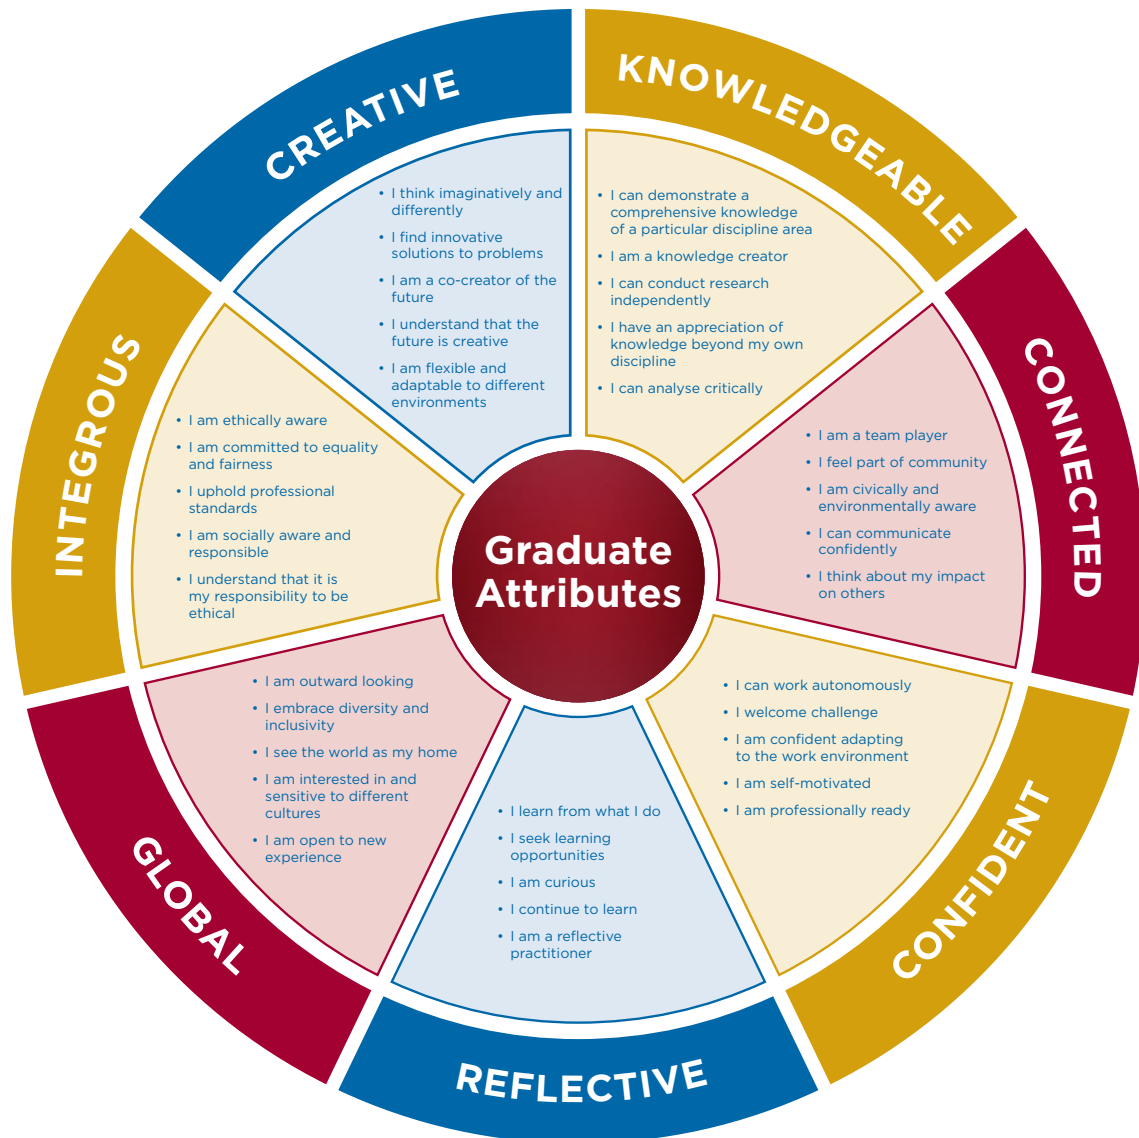 Graduate
Attributes
KNOWLEDGEABLE
• I can demonstrate a
comprehensive knowledge
of a particular discipline area
• I am a knowledge creator
• I can conduct research
independently
• I have an appreciation of
knowledge beyond my own
discipline
• I can analyse critically
CONNECTED
• I am a team player
• I feel part of community
• I am civically and
environmentally aware
• I can communicate
confidently
• I think about my impact
on others
CONFIDENT
• I can work autonomously
• I welcome challenge
• I am confident adapting
to the work environment
• I am self-motivated
• I am professionally ready
REFLECTIVE
• I learn from what I do
• I seek learning
opportunities
• I am curious
• I continue to learn
• I am a reflective
practitioner
GLOBAL
• I am outward looking
• I embrace diversity and
inclusivity
• I see the world as my home
• I am interested in and
sensitive to different
cultures
• I am open to new
experience
INTEGROUS
• I am ethically aware
• I am committed to equality
and fairness
• I uphold professional
standards
• I am socially aware and
responsible
• I understand that it is
my responsibility to be
ethical
CREATIVE
• I think imaginatively and
differently
• I find innovative
solutions to problems
• I am a co-creator of the
future
• I understand that the
future is creative
• I am flexible and
adaptable to different
environments